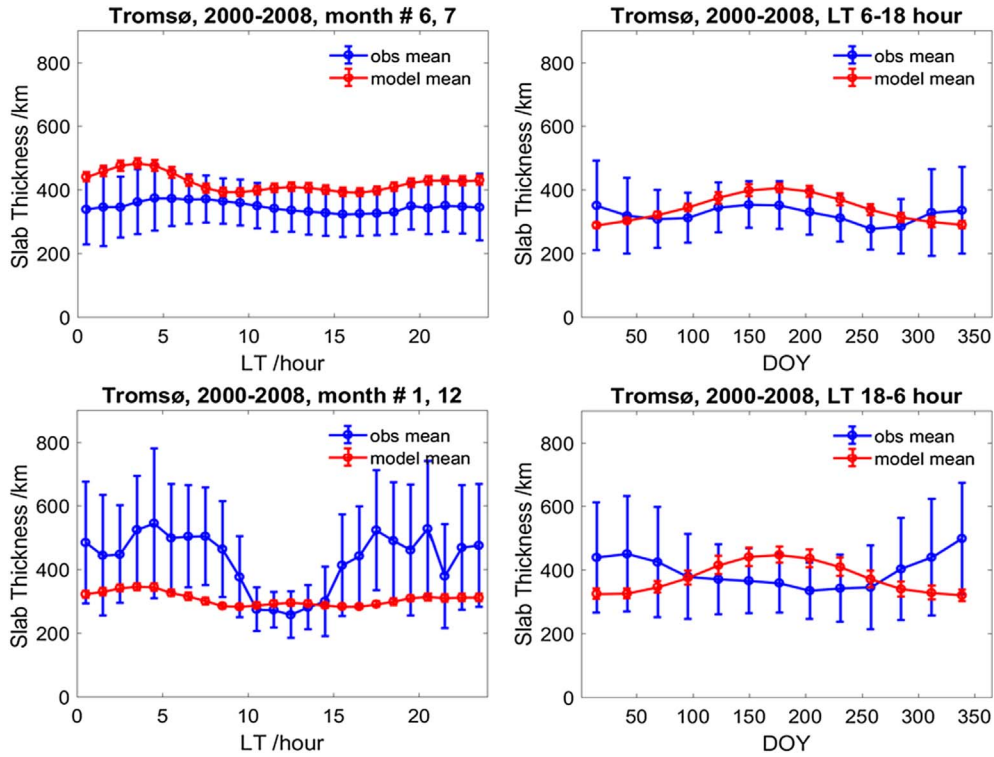 Tromsø, 2000-2008, month # 6, 7
Slab Thickness /km
800
600
400
200
0
obs mean
model mean
0 5 10 15 20
LT /hour
Tromsø, 2000-2008, LT 6-18 hour
Slab Thickness /km
800
600
400
200
0
obs mean
model mean
50 100 150 200 250 300 350
DOY
Tromsø, 2000-2008, month # 1, 12
Slab Thickness /km
800
600
400
200
0
obs mean
model mean
0 5 10 15 20
LT /hour
Tromsø, 2000-2008, LT 18-6 hour
Slab Thickness /km
800
600
400
200
0
obs mean
model mean
50 100 150 200 250 300 350
DOY